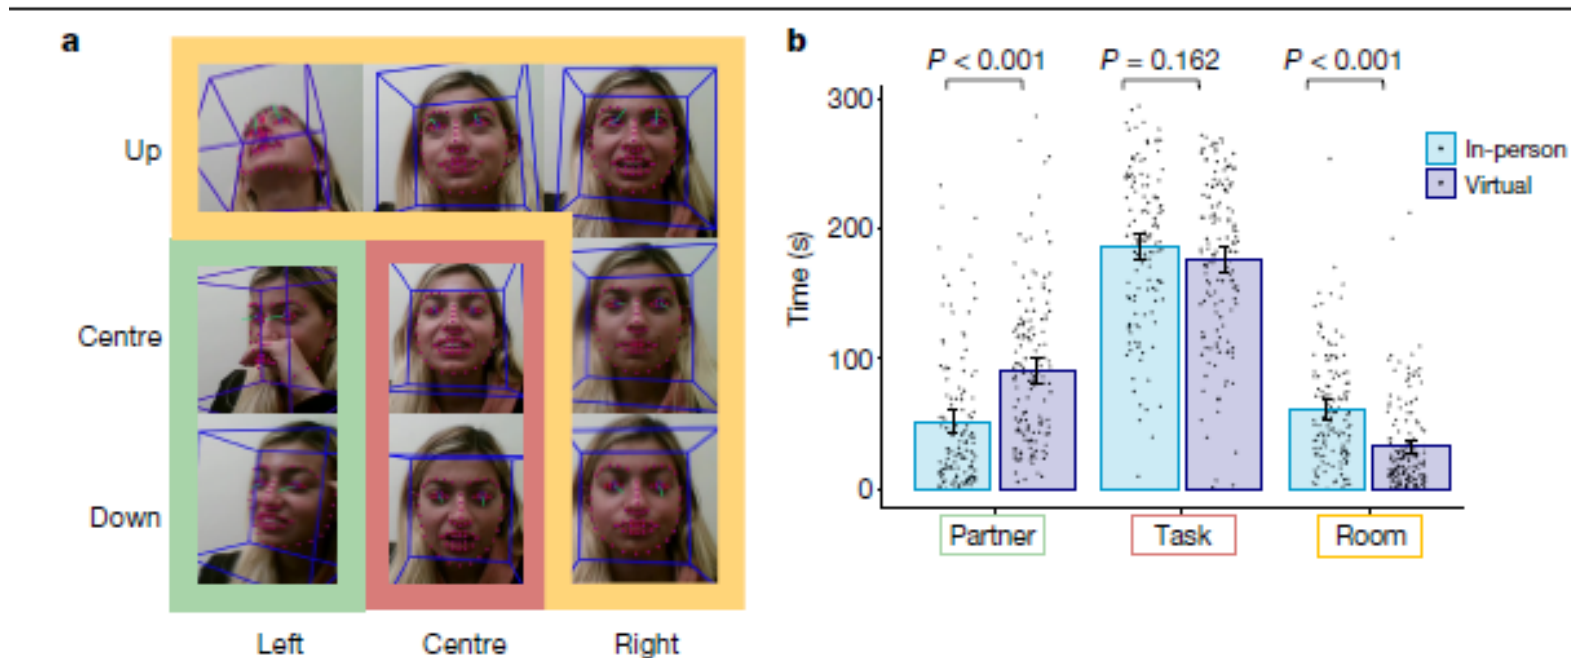 a
Up
Centre
Down
Left Centre Right
b
P < 0.001 P = 0.162 P < 0.001
300
200
100
0
Time (s)
In-person
Virtual
Partner Task Room